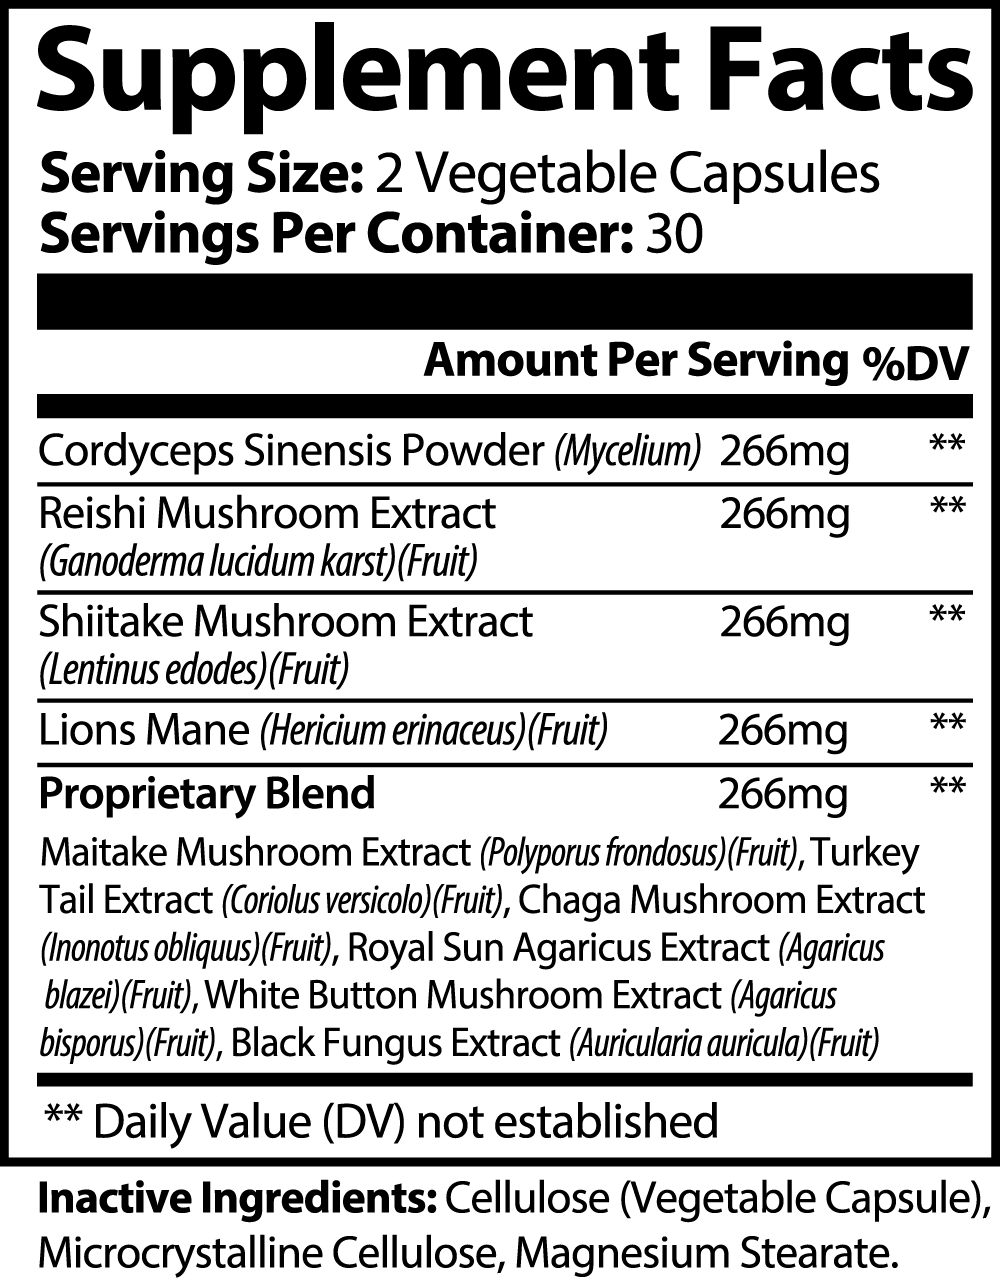 Supplement Facts
Serving Size: 2 Vegetable Capsules
Servings Per Container: 30
Amount Per Serving %DV
Cordyceps Sinensis Powder (Mycelium) 266mg **
Reishi Mushroom Extract 266mg **
(Ganoderma lucidum karst)(Fruit)
Shiitake Mushroom Extract 266mg **
(Lentinus edodes)(Fruit)
Lions Mane (Hericium erinaceus)(Fruit) 266mg **
Proprietary Blend 266mg **
Maitake Mushroom Extract (Polyporus frondosus)(Fruit), Turkey
Tail Extract (Coriolus versicolo)(Fruit), Chaga Mushroom Extract
(Inonotus obliquus)(Fruit), Royal Sun Agaricus Extract (Agaricus
blazei)(Fruit), White Button Mushroom Extract (Agaricus
bisporus)(Fruit), Black Fungus Extract (Auricularia auricula)(Fruit)
** Daily Value (DV) not established
Inactive Ingredients: Cellulose (Vegetable Capsule),
Microcrystalline Cellulose, Magnesium Stearate.